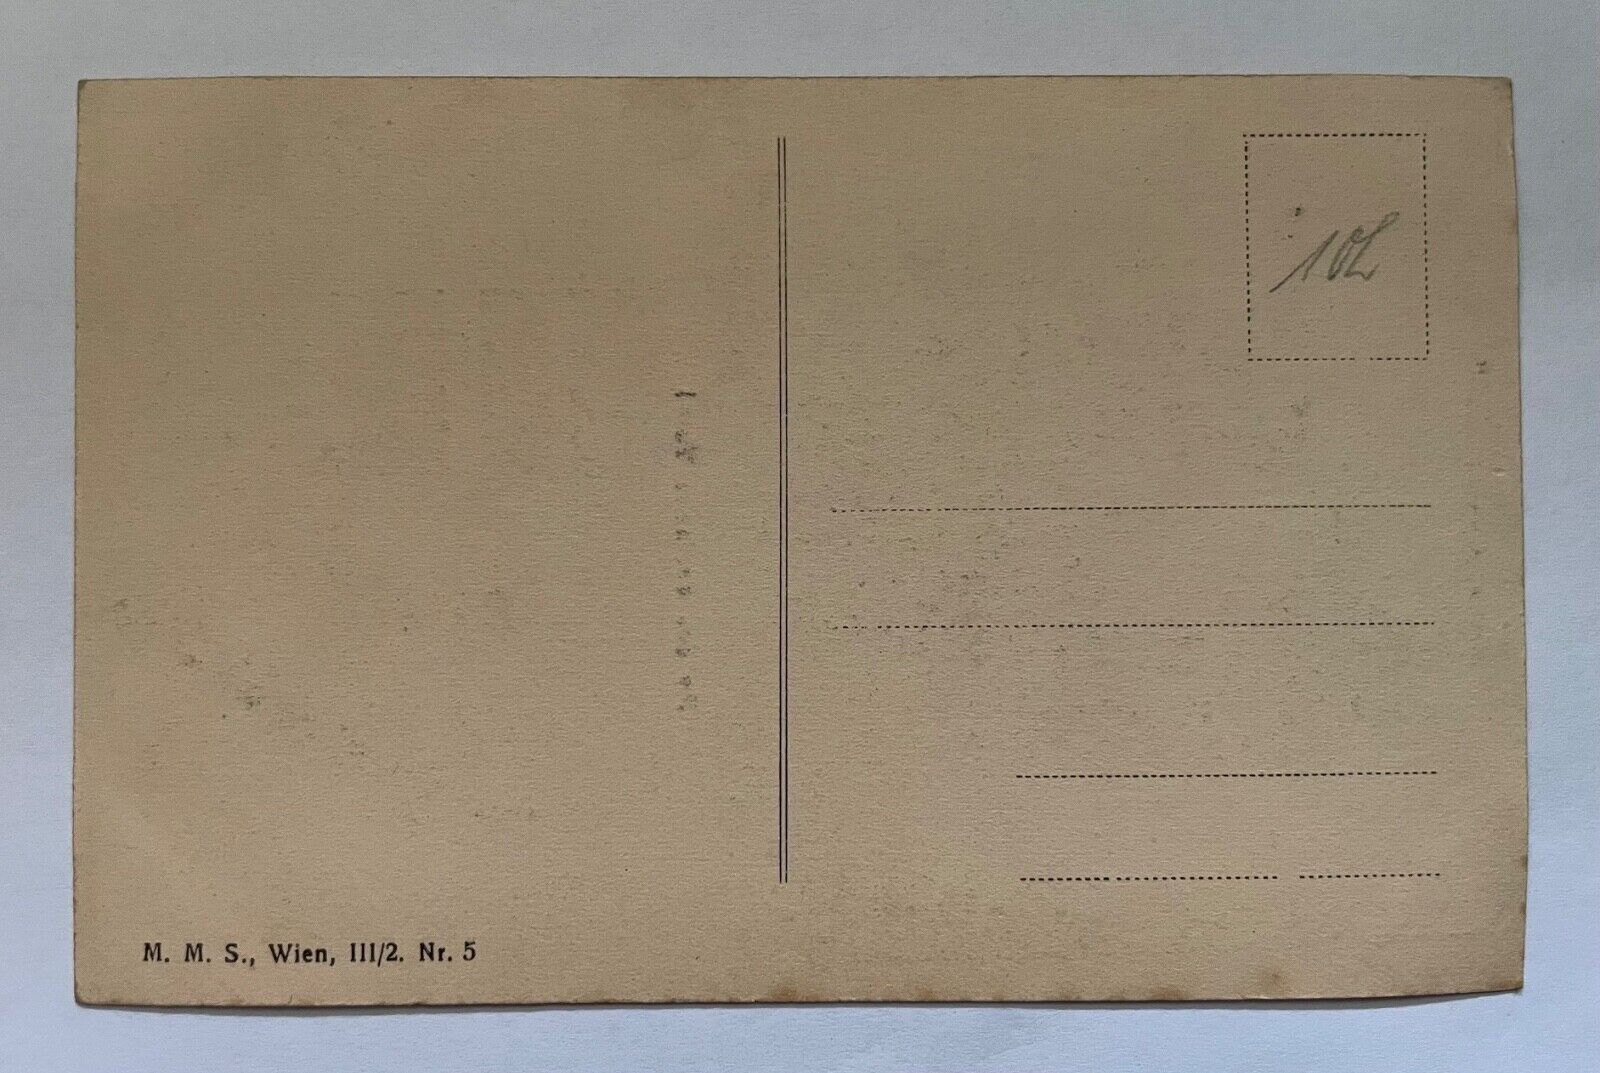 10L
M. M. S., Wien, III/2. Nr. 5